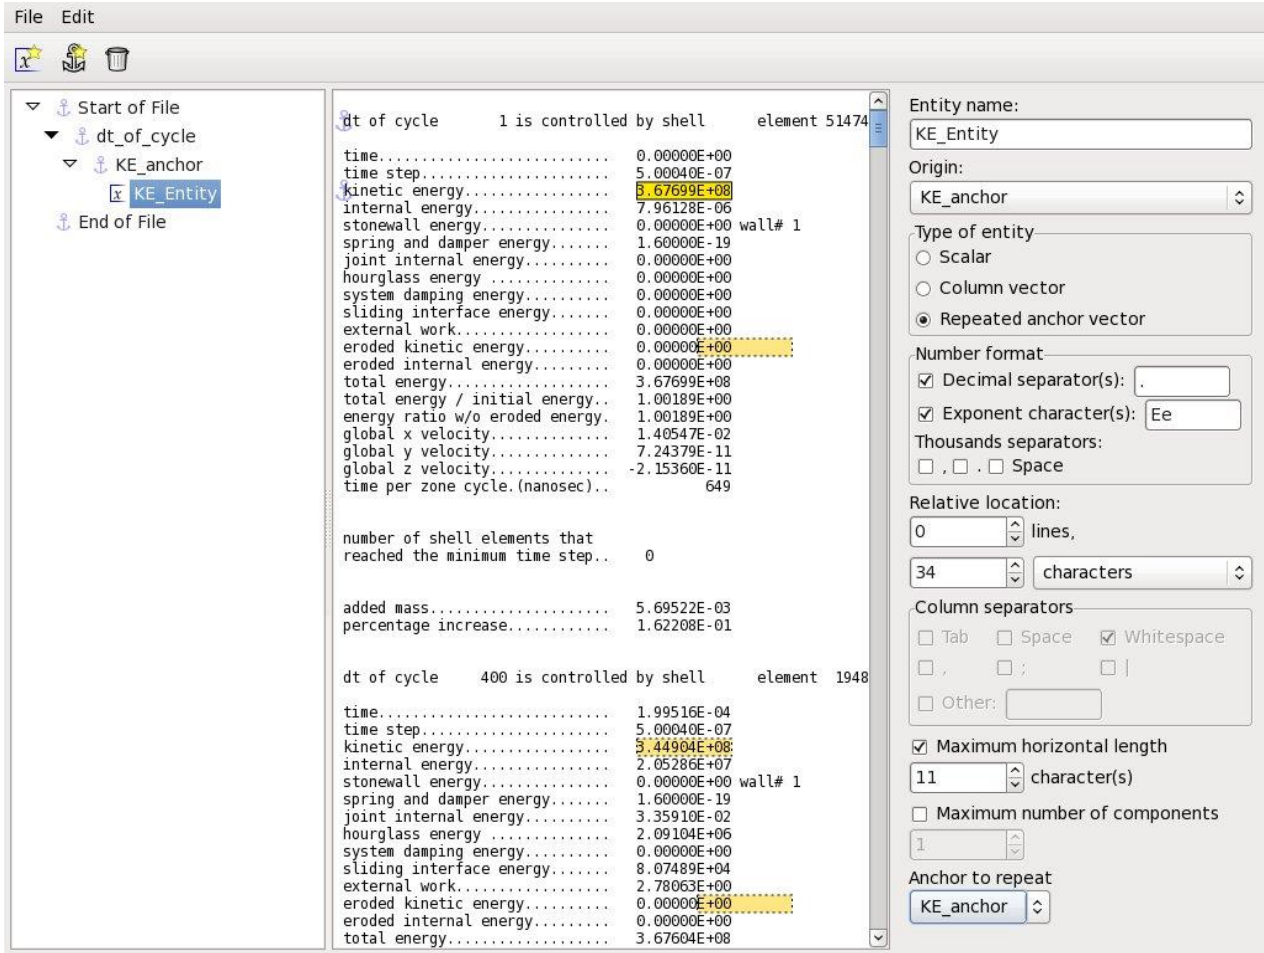 File Edit
Start of File
dt_of_cycle
KE_anchor
KE_Entity
End of File
dt of cycle 1 is controlled by shell element 51474
time........................... 0.00000E+00
time step...................... 5.00040E-07
kinetic energy................. 3.67699E+08
internal energy................ 7.96128E-06
stonewall energy............... 0.00000E+00 wall# 1
spring and damper energy....... 1.60000E-19
joint internal energy.......... 0.00000E+00
hourglass energy .............. 0.00000E+00
system damping energy.......... 0.00000E+00
sliding interface energy....... 0.00000E+00
external work.................. 0.00000E+00
eroded kinetic energy.......... 0.00000E+00
eroded internal energy......... 0.00000E+00
total energy................... 3.67699E+08
total energy / initial energy.. 1.00189E+00
energy ratio w/o eroded energy. 1.00189E+00
global x velocity.............. 1.40547E-02
global y velocity.............. 7.24379E-11
global z velocity.............. -2.15360E-11
time per zone cycle.(nanosec).. 649
number of shell elements that
reached the minimum time step.. 0
added mass..................... 5.69522E-03
percentage increase............ 1.62208E-01
dt of cycle 400 is controlled by shell element 1948
time........................... 1.99516E-04
time step...................... 5.00040E-07
kinetic energy................. 3.44904E+08
internal energy................ 2.05286E+07
stonewall energy............... 0.00000E+00 wall# 1
spring and damper energy....... 1.60000E-19
joint internal energy.......... 3.35910E-02
hourglass energy .............. 2.09104E+06
system damping energy.......... 0.00000E+00
sliding interface energy....... 8.07489E+04
external work.................. 2.78063E+00
eroded kinetic energy.......... 0.00000E+00
eroded internal energy......... 0.00000E+00
total energy................... 3.67604E+08
Entity name:
KE_Entity
Origin:
KE_anchor
Type of entity
Scalar
Column vector
Repeated anchor vector
Number format
Decimal separator(s): .
Exponent character(s): Ee
Thousands separators:
, . Space
Relative location:
0 lines,
34 characters
Column separators
Tab Space Whitespace
, ; |
Other:
Maximum horizontal length
11 character(s)
Maximum number of components
1
Anchor to repeat
KE_anchor